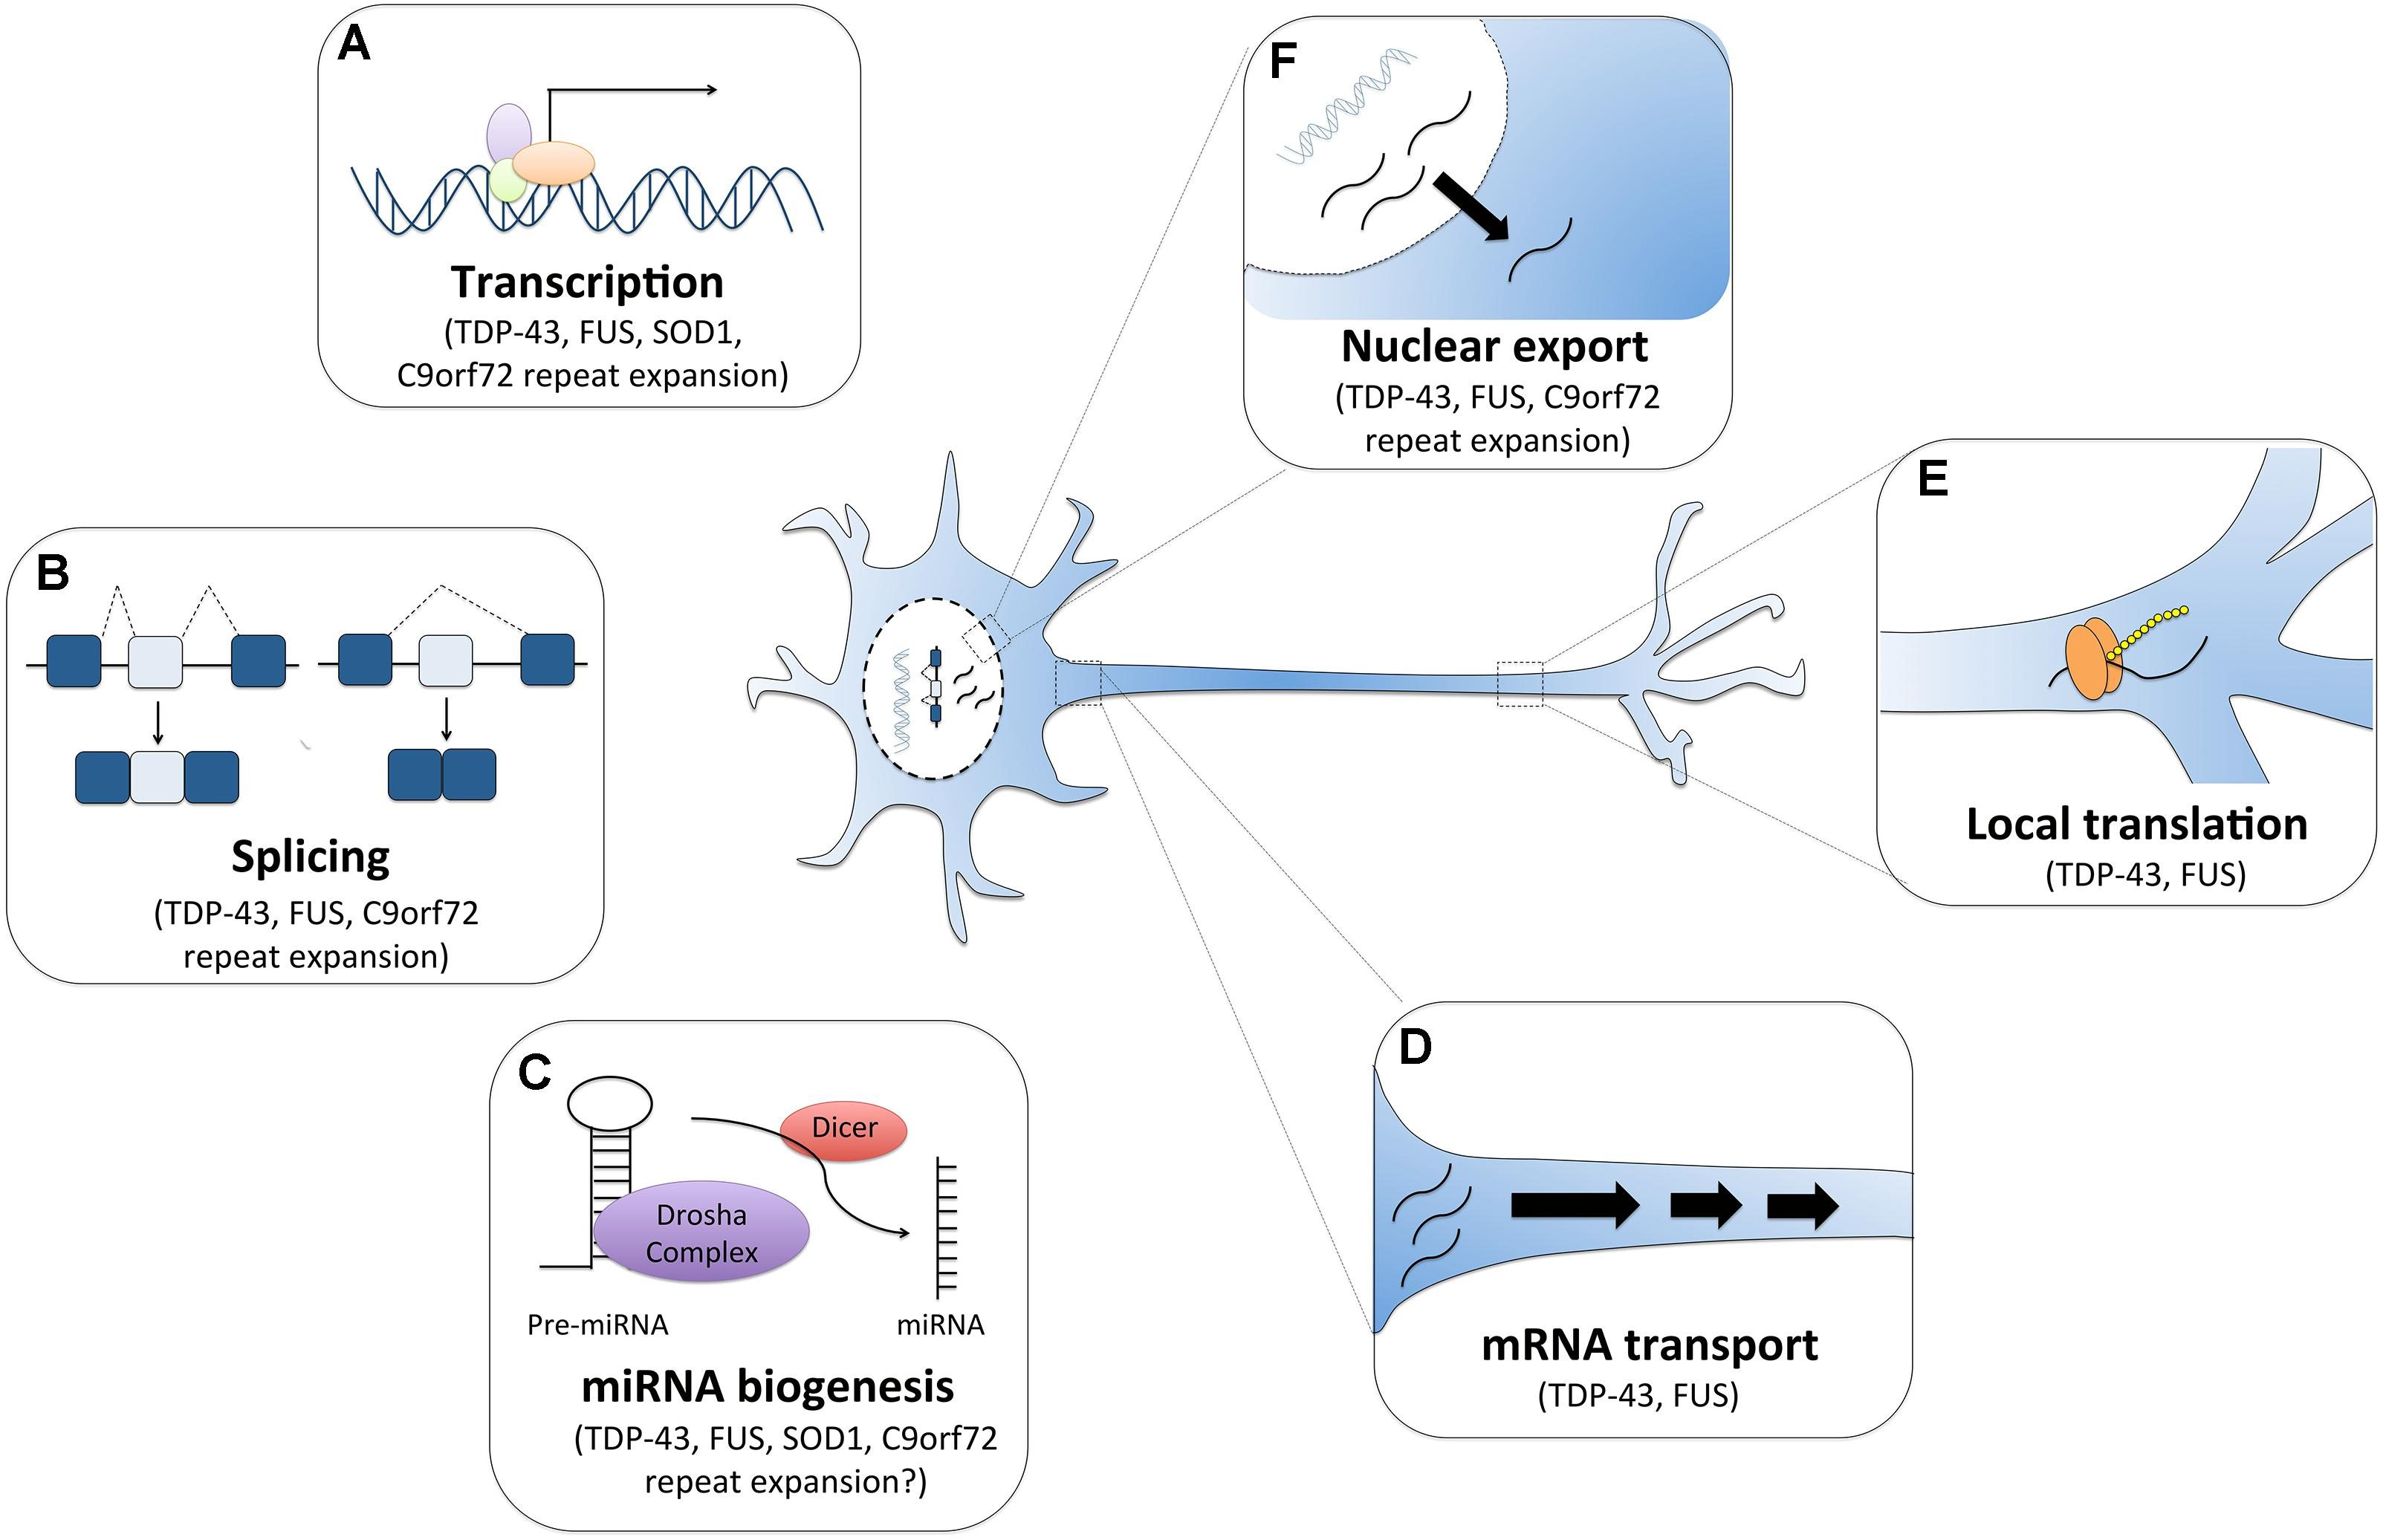 A
Transcription
(TDP-43, FUS, SOD1,
C9orf72 repeat expansion)
B
Splicing
(TDP-43, FUS, C9orf72
repeat expansion)
C
Dicer
Drosha
Complex
Pre-miRNA
miRNA
miRNA biogenesis
(TDP-43, FUS, SOD1, C9orf72
repeat expansion?)
D
mRNA transport
(TDP-43, FUS)
E
Local translation
(TDP-43, FUS)
F
Nuclear export
(TDP-43, FUS, C9orf72
repeat expansion)